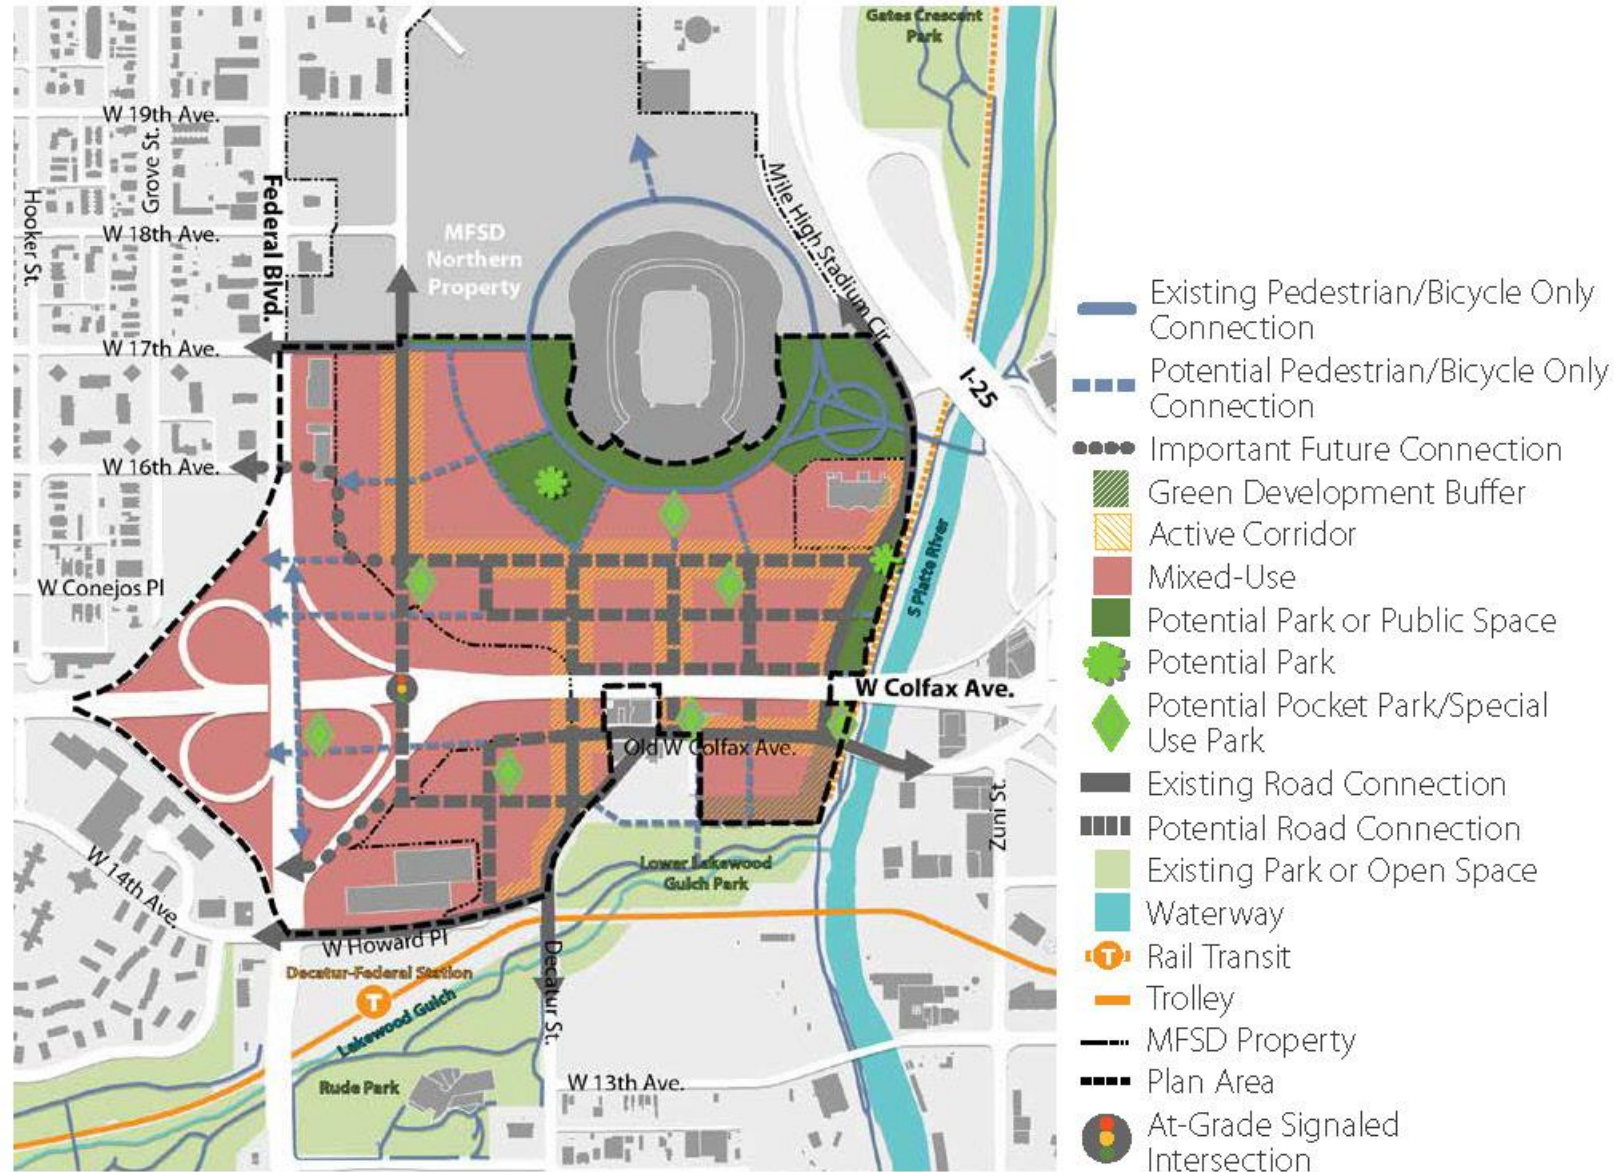 Gates Crescent
Park
W 19th Ave.
Grove St.
Hooker St.
Federal Blvd.
W 18th Ave.
MFSD
Northern
Property
Mile High Stadium Cir
W 17th Ave.
I-25
W 16th Ave.
S Platte River
W Conejos Pl
W Colfax Ave.
Old W Colfax Ave.
Zuni St.
W 14th Ave.
Lower Lakewood
Gulch Park
W Howard Pl
Decatur-Federal Station
T
Lakewood Gulch
Decatur St.
Rude Park
W 13th Ave.
Existing Pedestrian/Bicycle Only
Connection
Potential Pedestrian/Bicycle Only
Connection
Important Future Connection
Green Development Buffer
Active Corridor
Mixed-Use
Potential Park or Public Space
Potential Park
Potential Pocket Park/Special
Use Park
Existing Road Connection
Potential Road Connection
Existing Park or Open Space
Waterway
T Rail Transit
Trolley
MFSD Property
Plan Area
At-Grade Signaled
Intersection